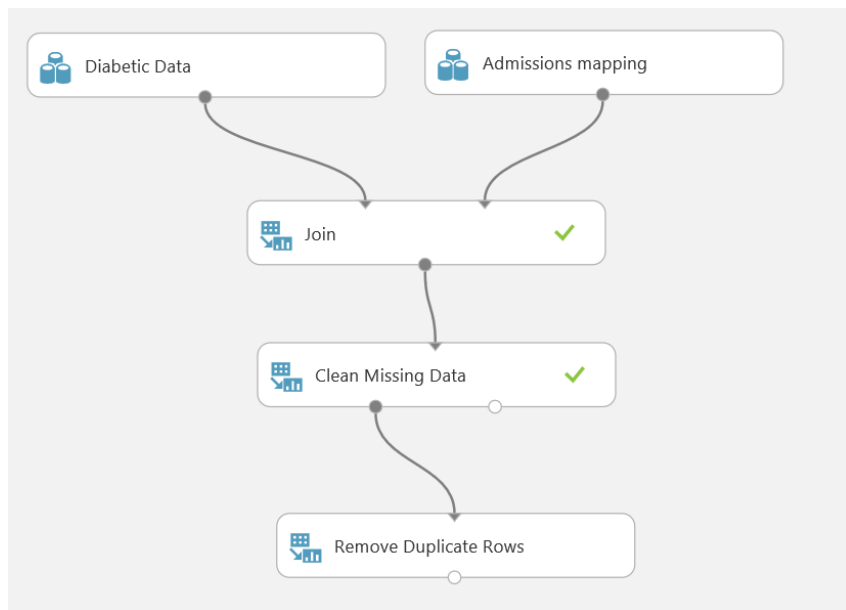 Diabetic Data
Admissions mapping
Join
Clean Missing Data
Remove Duplicate Rows